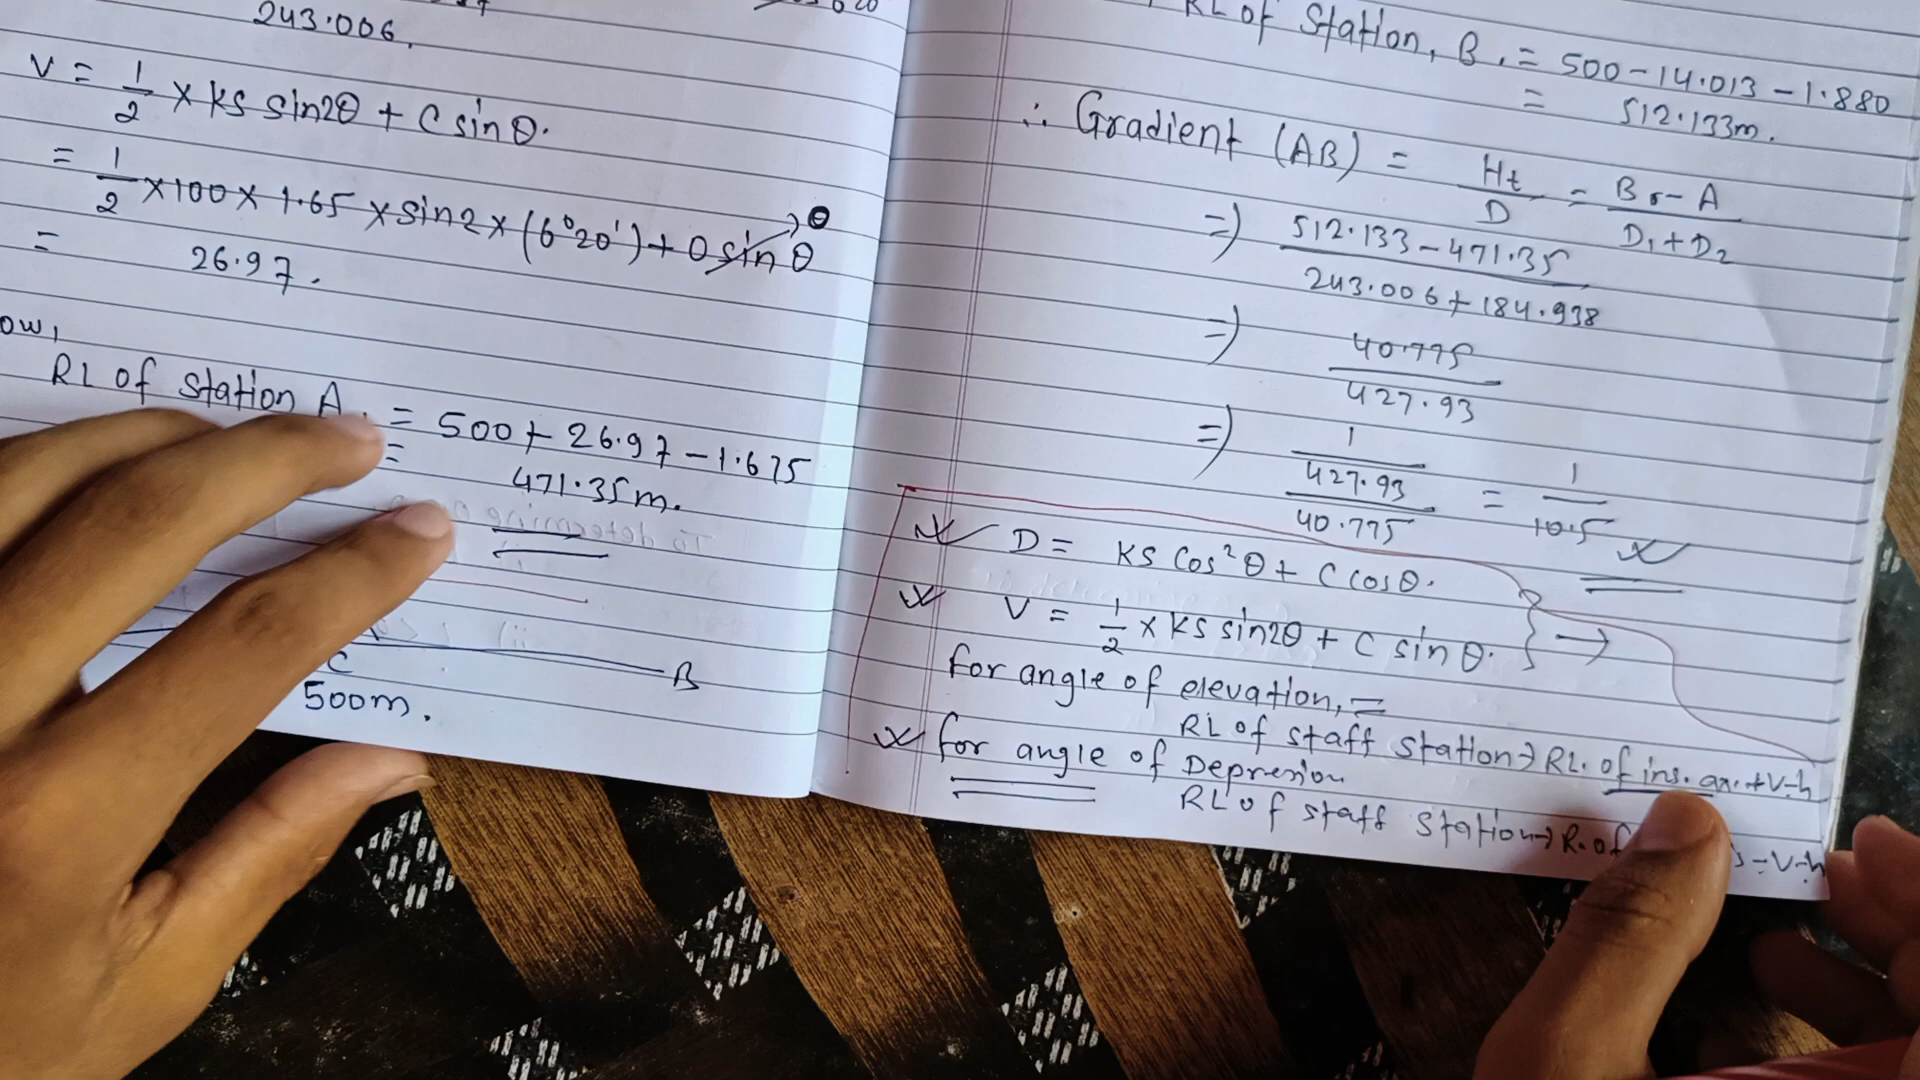 243.006.
V = 1/2 × KS sin2θ + C sinθ.
= 1/2 × 100 × 1.65 × sin2 × (6°20') + 0 sinθ → 0
= 26.97.
ow,
RL of Station A. = 500 + 26.97 - 1.675
= 471.35m.
C
B
500m.
RL of Station, B. = 500 - 14.013 - 1.880
= 512.133m.
∴ Gradient (AB) = Ht/D = Br - A / D1 + D2
⇒ 512.133 - 471.35 / 243.006 + 184.938
⇒ 40.775 / 427.93
⇒ 1 / 427.93 / 40.775 = 1 / 10.5
D = KS Cos²θ + C cosθ.
V = 1/2 × KS sin2θ + C sinθ. } →
for angle of elevation, =
RL of staff station → RL. of ins. ax. + V - h
for angle of Depresion
RL of staff station → R. of
s - V - h